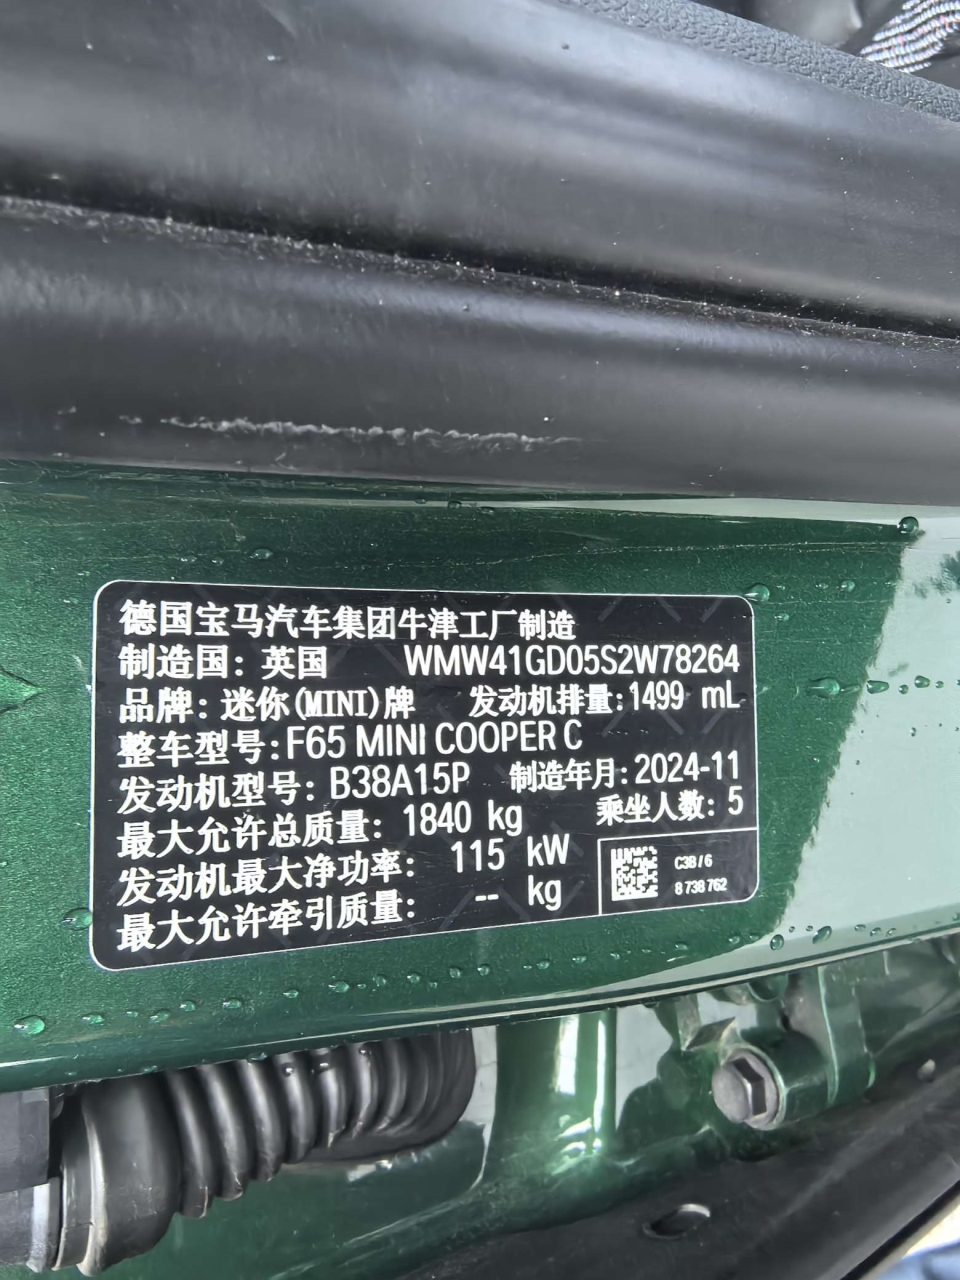 德国宝马汽车集团牛津工厂制造
制造国：英国 WMW41GD05S2W78264
品牌：迷你(MINI)牌 发动机排量：1499 mL
整车型号：F65 MINI COOPER C
发动机型号：B38A15P 制造年月：2024-11
最大允许总质量：1840 kg 乘坐人数：5
发动机最大净功率：115 kW
最大允许牵引质量：-- kg
C38/6
8 738 762